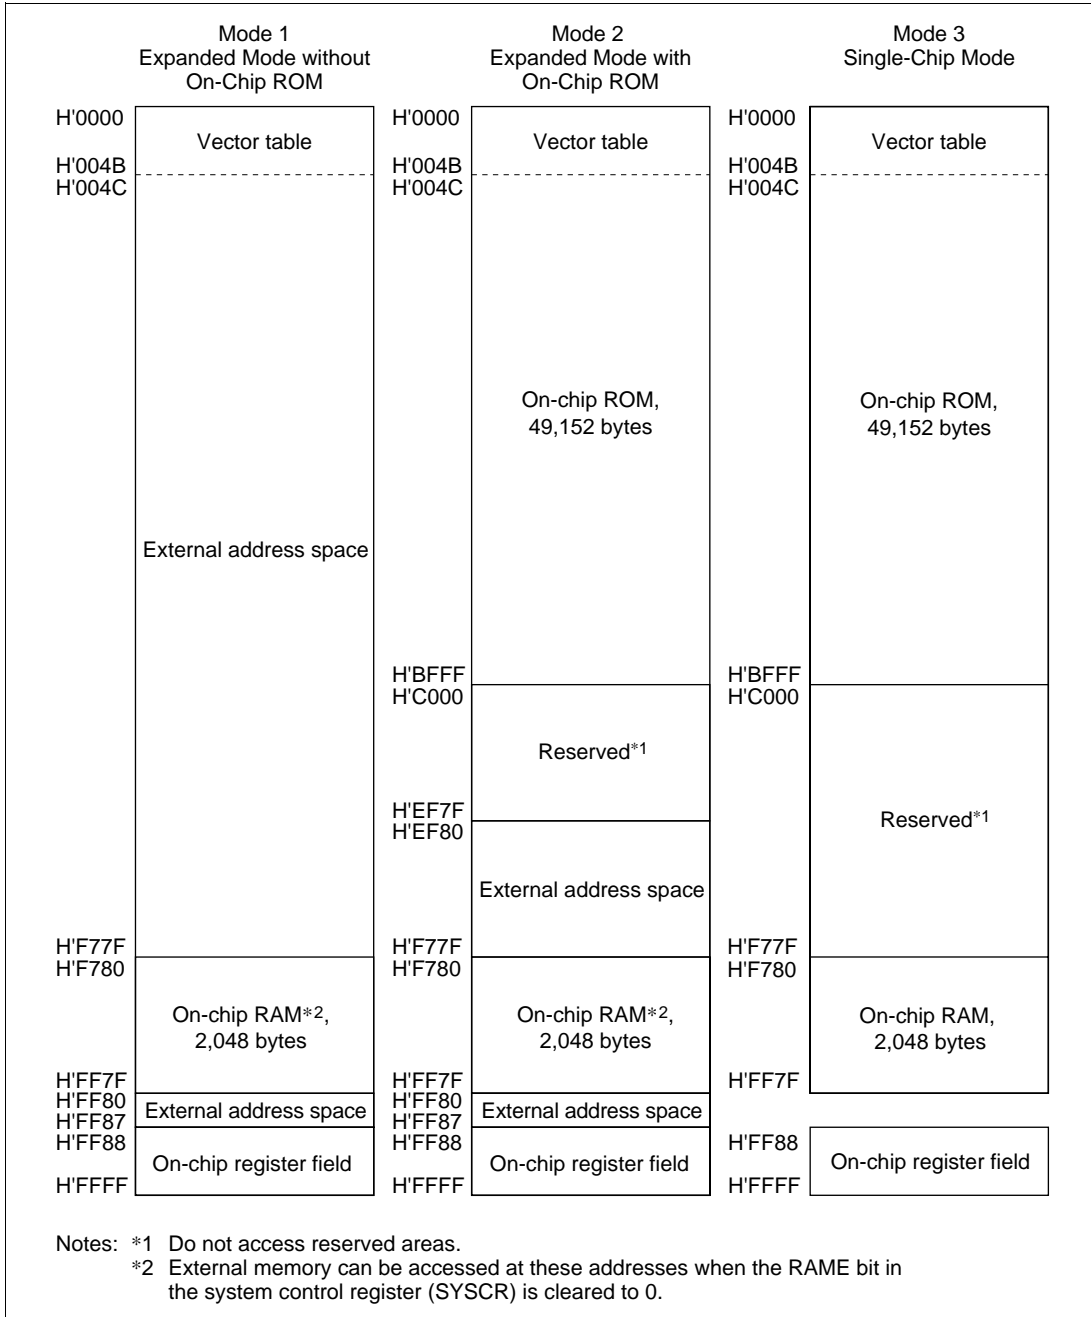 Mode 1
Expanded Mode without
On-Chip ROM
H'0000
Vector table
H'004B
H'004C
External address space
H'F77F
H'F780
On-chip RAM*2,
2,048 bytes
H'FF7F
H'FF80
External address space
H'FF87
H'FF88
On-chip register field
H'FFFF
Mode 2
Expanded Mode with
On-Chip ROM
H'0000
Vector table
H'004B
H'004C
On-chip ROM,
49,152 bytes
H'BFFF
H'C000
Reserved*1
H'EF7F
H'EF80
External address space
H'F77F
H'F780
On-chip RAM*2,
2,048 bytes
H'FF7F
H'FF80
External address space
H'FF87
H'FF88
On-chip register field
H'FFFF
Mode 3
Single-Chip Mode
H'0000
Vector table
H'004B
H'004C
On-chip ROM,
49,152 bytes
H'BFFF
H'C000
Reserved*1
H'F77F
H'F780
On-chip RAM,
2,048 bytes
H'FF7F
H'FF88
On-chip register field
H'FFFF
Notes: *1 Do not access reserved areas.
*2 External memory can be accessed at these addresses when the RAME bit in
the system control register (SYSCR) is cleared to 0.